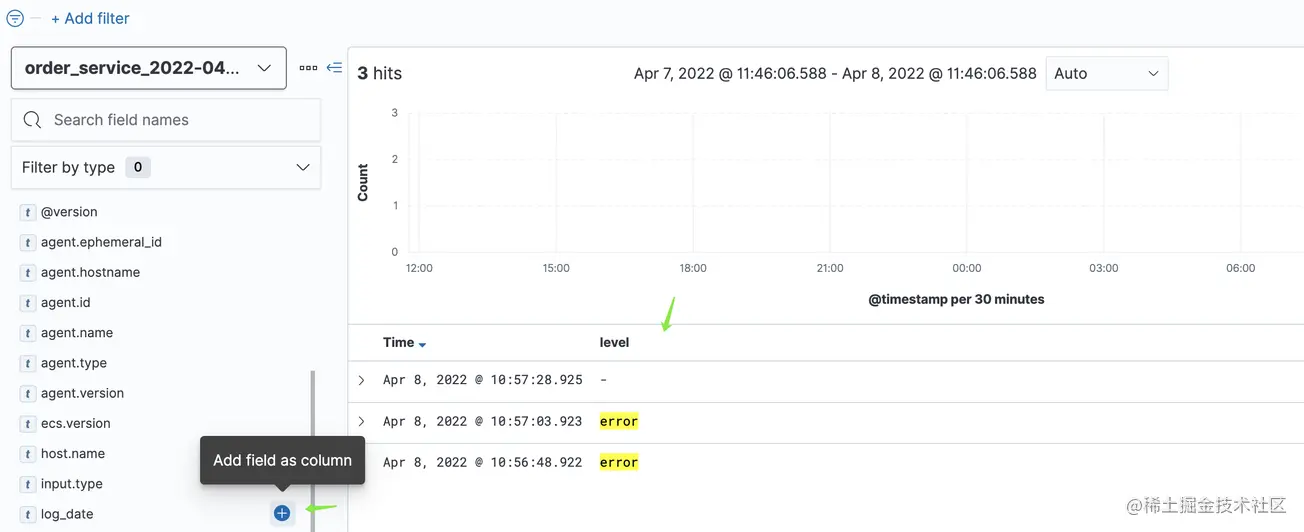 + Add filter
order_service_2022-04...
3 hits
Apr 7, 2022 @ 11:46:06.588 - Apr 8, 2022 @ 11:46:06.588
Auto
Search field names
Filter by type 0
t @version
t agent.ephemeral_id
t agent.hostname
t agent.id
t agent.name
t agent.type
t agent.version
t ecs.version
t host.name
t input.type
t log_date
Add field as column
Count
3
2
1
0
12:00 15:00 18:00 21:00 00:00 03:00 06:00
@timestamp per 30 minutes
Time level
Apr 8, 2022 @ 10:57:28.925 -
Apr 8, 2022 @ 10:57:03.923 error
Apr 8, 2022 @ 10:56:48.922 error
@稀土掘金技术社区